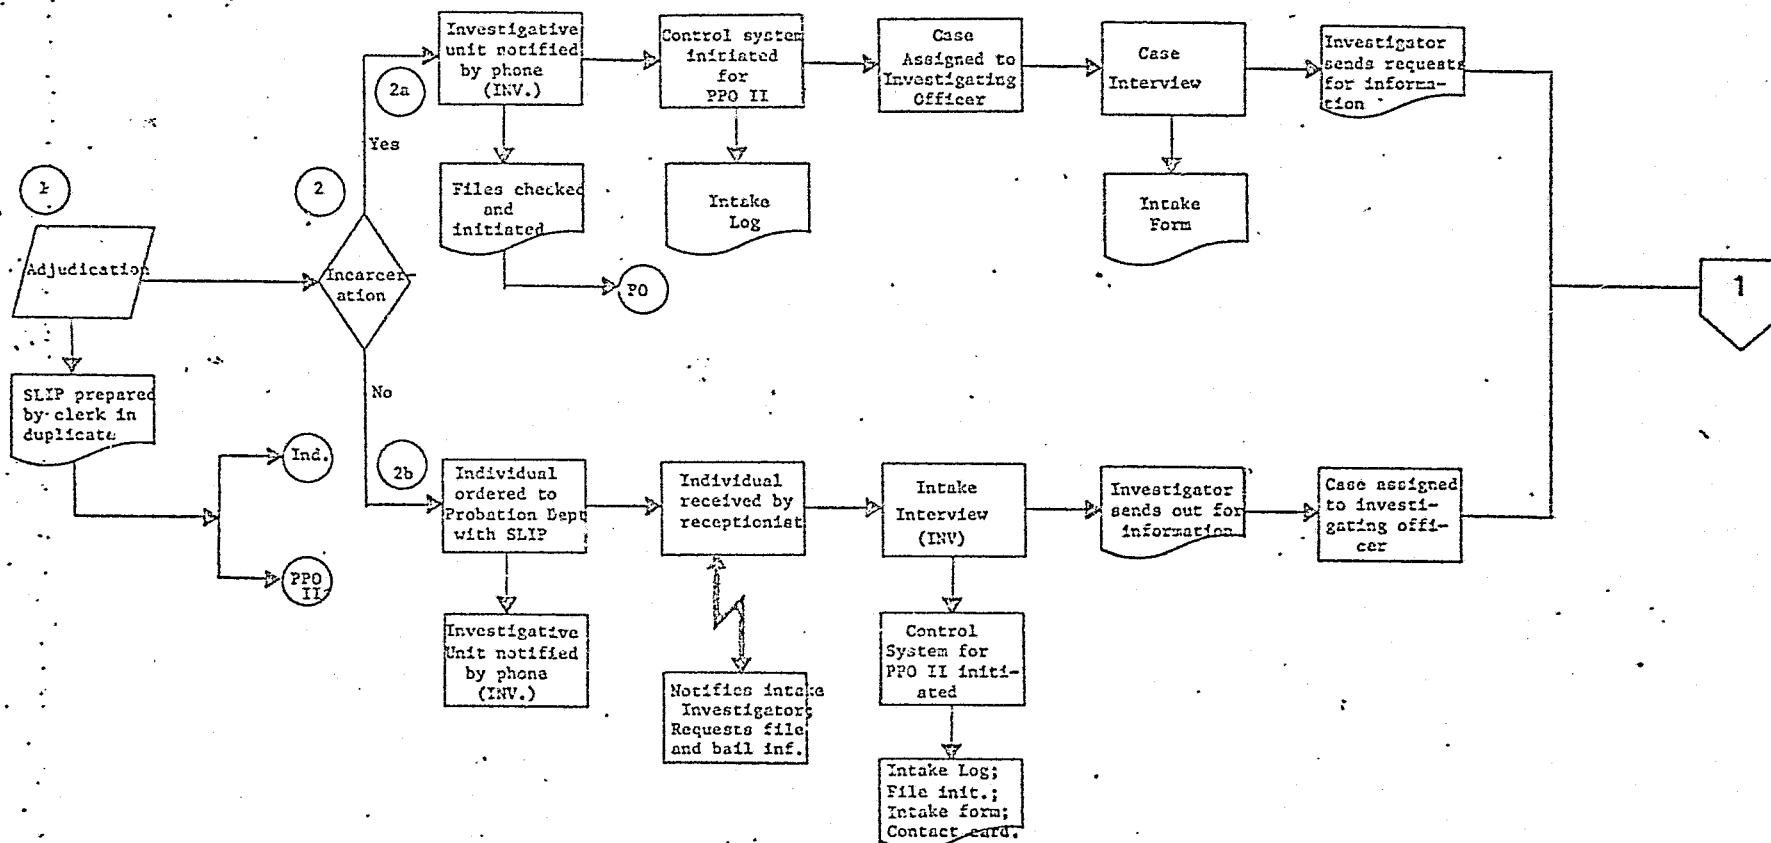 Investigative
unit notified
by phone
(INV.)
Control system
initiated
for
PPO II
Case
Assigned to
Investigating
Officer
Case
Interview
Investigator
sends requests
for informa-
tion
2a
Yes
Files checked
and
initiated
Intake
Log
Intake
Form
PO
1
2
Adjudication
Incarcer-
ation
1
SLIP prepared
by clerk in
duplicate
No
Ind.
PPO
II
2b
Individual
ordered to
Probation Dept
with SLIP
Individual
received by
receptionist
Intake
Interview
(INV)
Investigator
sends out for
information
Case assigned
to investi-
gating offi-
cer
Investigative
Unit notified
by phone
(INV.)
Notifies intake
Investigator;
Requests file
and bail inf.
Control
System for
PPO II initi-
ated
Intake Log;
File init.;
Intake form;
Contact card.